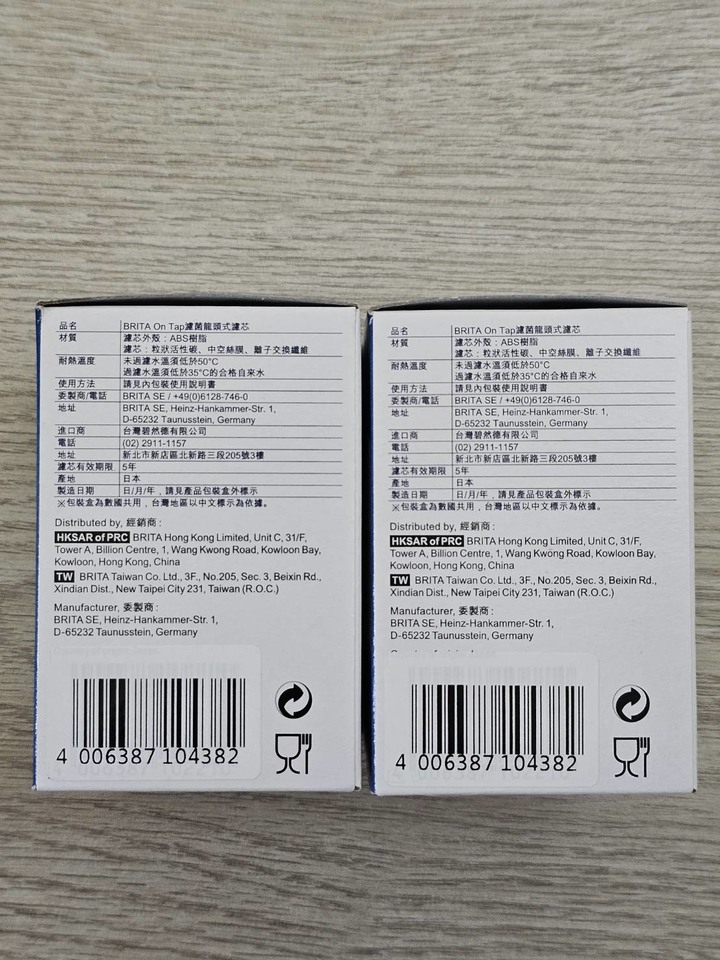 品名 BRITA On Tap濾菌龍頭式濾芯
材質 濾芯外殼：ABS樹脂
濾芯：粒狀活性碳、中空絲膜、離子交換纖維
耐熱溫度 未過濾水溫須低於50°C
過濾水溫須低於35°C的合格自來水
使用方法 請見內包裝使用說明書
委製商/電話 BRITA SE / +49(0)6128-746-0
地址 BRITA SE, Heinz-Hankammer-Str. 1,
D-65232 Taunusstein, Germany
進口商 台灣碧然德有限公司
電話 (02) 2911-1157
地址 新北市新店區北新路三段205號3樓
濾芯有效期限 5年
產地 日本
製造日期 日/月/年，請見產品包裝盒外標示
※包裝盒為數國共用，台灣地區以中文標示為依據。
Distributed by, 經銷商：
HKSAR of PRC BRITA Hong Kong Limited, Unit C, 31/F,
Tower A, Billion Centre, 1, Wang Kwong Road, Kowloon Bay,
Kowloon, Hong Kong, China
TW BRITA Taiwan Co. Ltd., 3F., No.205, Sec. 3, Beixin Rd.,
Xindian Dist., New Taipei City 231, Taiwan (R.O.C.)
Manufacturer, 委製商：
BRITA SE, Heinz-Hankammer-Str. 1,
D-65232 Taunusstein, Germany
4 006387 104382
品名 BRITA On Tap濾菌龍頭式濾芯
材質 濾芯外殼：ABS樹脂
濾芯：粒狀活性碳、中空絲膜、離子交換纖維
耐熱溫度 未過濾水溫須低於50°C
過濾水溫須低於35°C的合格自來水
使用方法 請見內包裝使用說明書
委製商/電話 BRITA SE / +49(0)6128-746-0
地址 BRITA SE, Heinz-Hankammer-Str. 1,
D-65232 Taunusstein, Germany
進口商 台灣碧然德有限公司
電話 (02) 2911-1157
地址 新北市新店區北新路三段205號3樓
濾芯有效期限 5年
產地 日本
製造日期 日/月/年，請見產品包裝盒外標示
※包裝盒為數國共用，台灣地區以中文標示為依據。
Distributed by, 經銷商：
HKSAR of PRC BRITA Hong Kong Limited, Unit C, 31/F,
Tower A, Billion Centre, 1, Wang Kwong Road, Kowloon Bay,
Kowloon, Hong Kong, China
TW BRITA Taiwan Co. Ltd., 3F., No.205, Sec. 3, Beixin Rd.,
Xindian Dist., New Taipei City 231, Taiwan (R.O.C.)
Manufacturer, 委製商：
BRITA SE, Heinz-Hankammer-Str. 1,
D-65232 Taunusstein, Germany
4 006387 104382